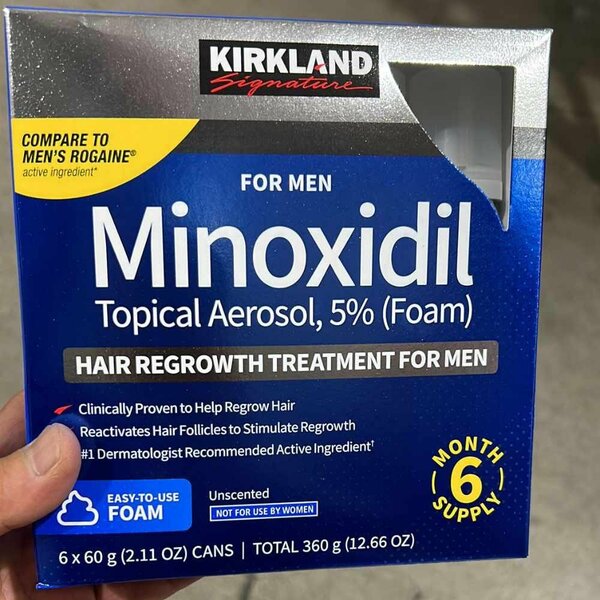 KIRKLAND
Signature
COMPARE TO
MEN'S ROGAINE®
active ingredient*
FOR MEN
Minoxidil
Topical Aerosol, 5% (Foam)
HAIR REGROWTH TREATMENT FOR MEN
Clinically Proven to Help Regrow Hair
Reactivates Hair Follicles to Stimulate Regrowth
#1 Dermatologist Recommended Active Ingredient†
MONTH
6
SUPPLY
EASY-TO-USE
FOAM
Unscented
NOT FOR USE BY WOMEN
6 x 60 g (2.11 OZ) CANS | TOTAL 360 g (12.66 OZ)